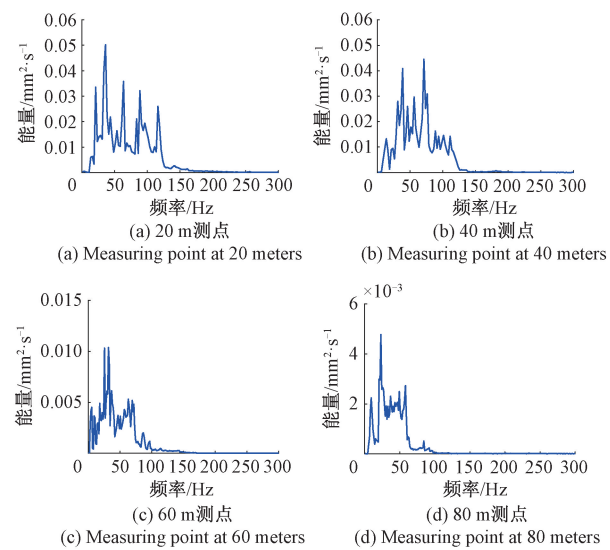 0.06
0.05
0.04
0.03
0.02
0.01
0
50
100
150
200
250
300
能量/mm²·s⁻¹
频率/Hz
(a) 20 m测点
(a) Measuring point at 20 meters
0.06
0.05
0.04
0.03
0.02
0.01
0
50
100
150
200
250
300
能量/mm²·s⁻¹
频率/Hz
(b) 40 m测点
(b) Measuring point at 40 meters
0.015
0.010
0.005
0
50
100
150
200
250
300
能量/mm²·s⁻¹
频率/Hz
(c) 60 m测点
(c) Measuring point at 60 meters
×10⁻³
6
4
2
0
50
100
150
200
250
300
能量/mm²·s⁻¹
频率/Hz
(d) 80 m测点
(d) Measuring point at 80 meters